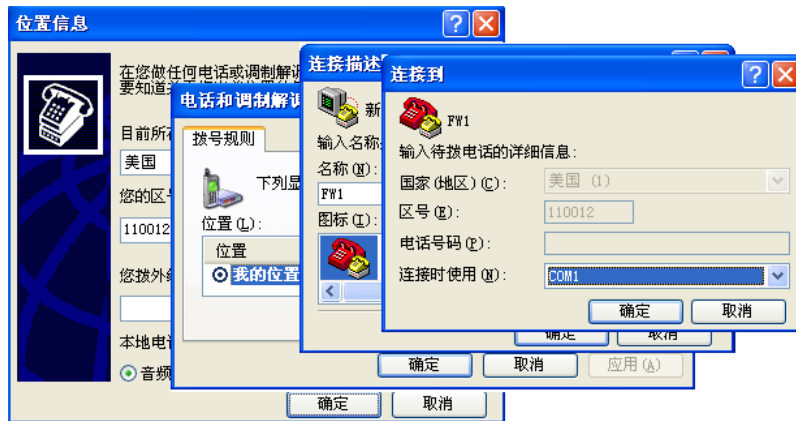 位置信息
在您做任何电话或调制解
要知道
目前所在
美国
您的区号
110012
您拨外线
本地电话
音频
确定
取消
电话和调制解调
拨号规则
下列显
位置(L):
位置
我的位置
确定
取消
应用(A)
连接描述
新
输入名称
名称(N):
FW1
图标(I):
确定
取消
连接到
FW1
输入待拨电话的详细信息:
国家(地区)(C):
美国 (1)
区号(E):
110012
电话号码(P):
连接时使用(N):
COM1
确定
取消